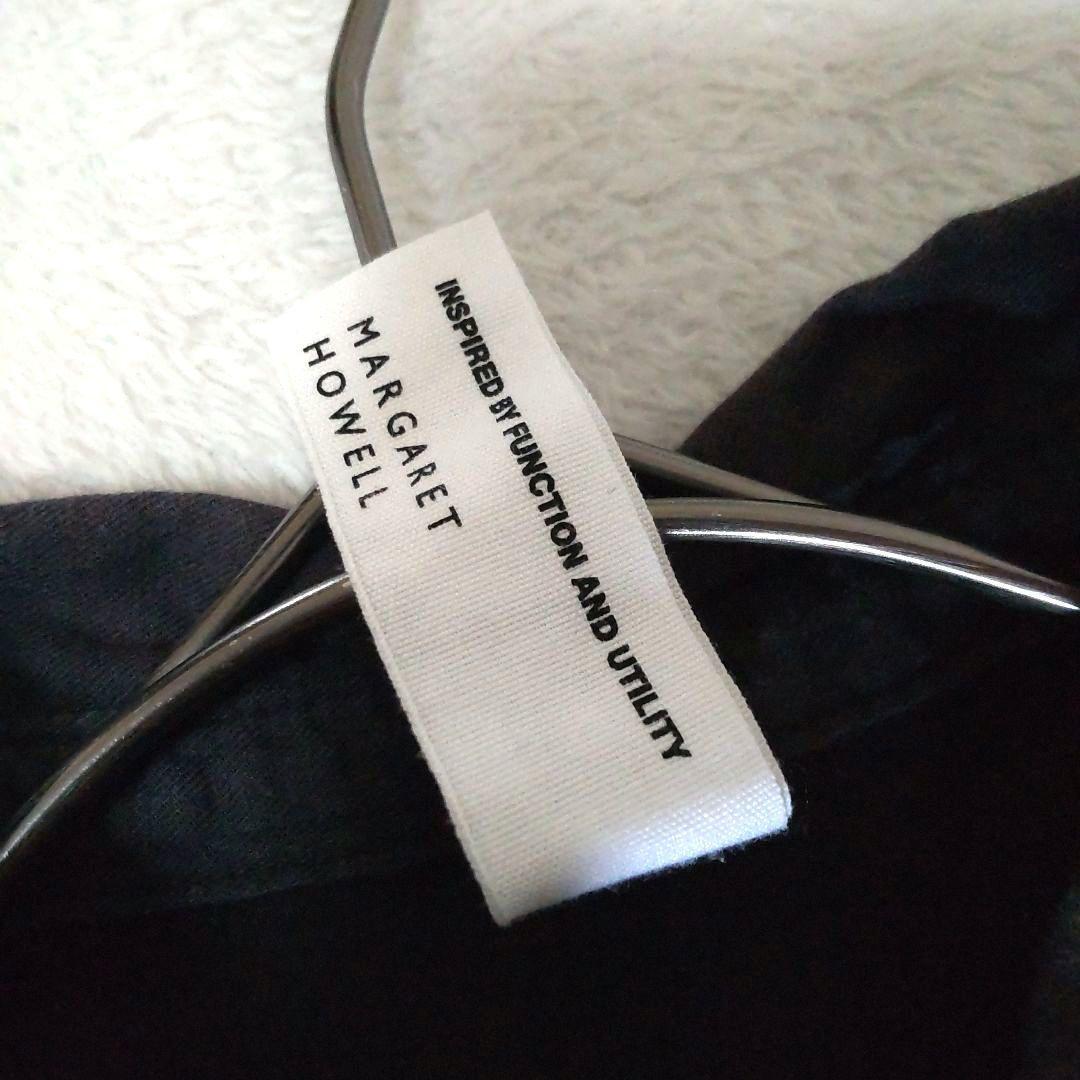 INSPIRED BY FUNCTION AND UTILITY
MARGARET
HOWELL